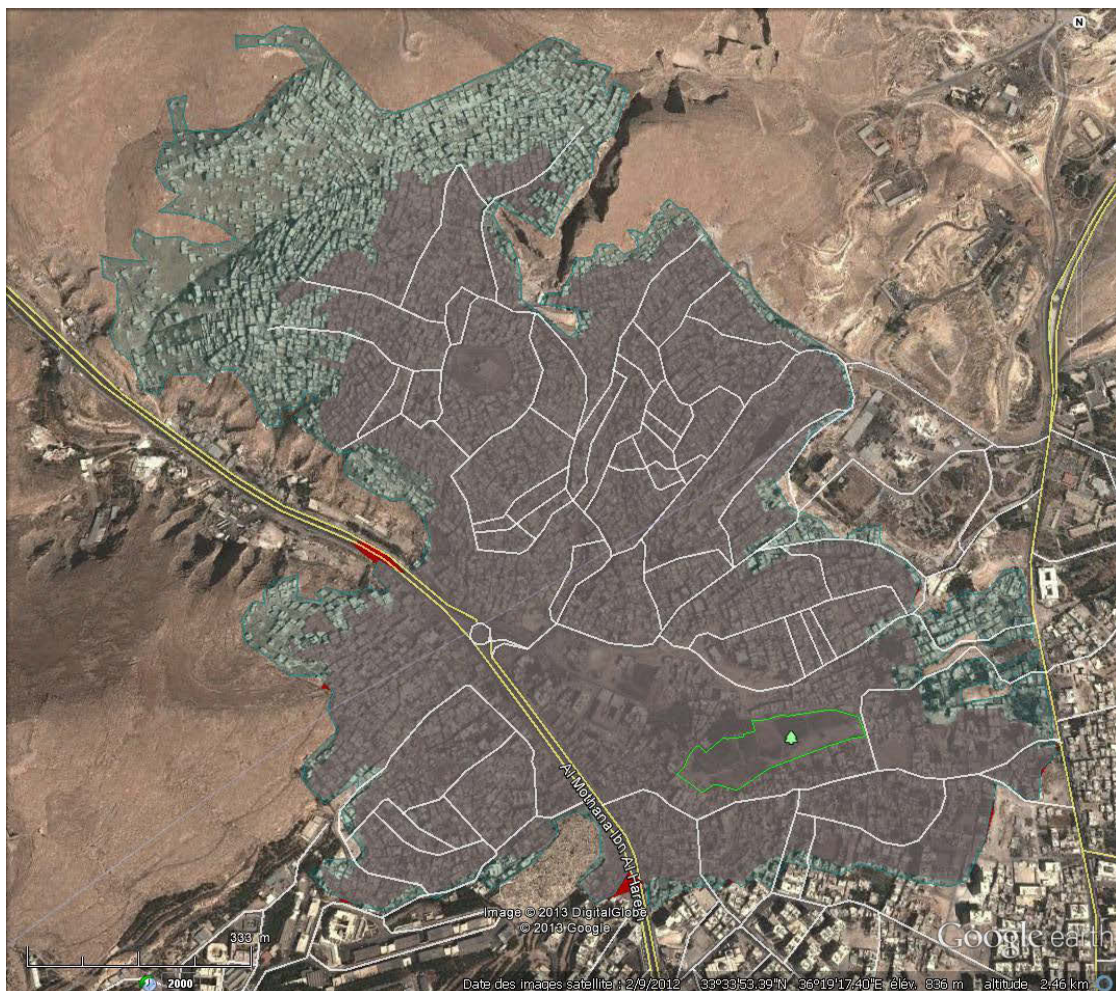 N
Al Mothana Ibn Al Hare
Image © 2013 DigitalGlobe
© 2013 Google
Google earth
333 m
2000
Date des images satellite : 2/9/2012 33°33'53.39"N 36°19'17.40"E élév. 836 m altitude 2.46 km